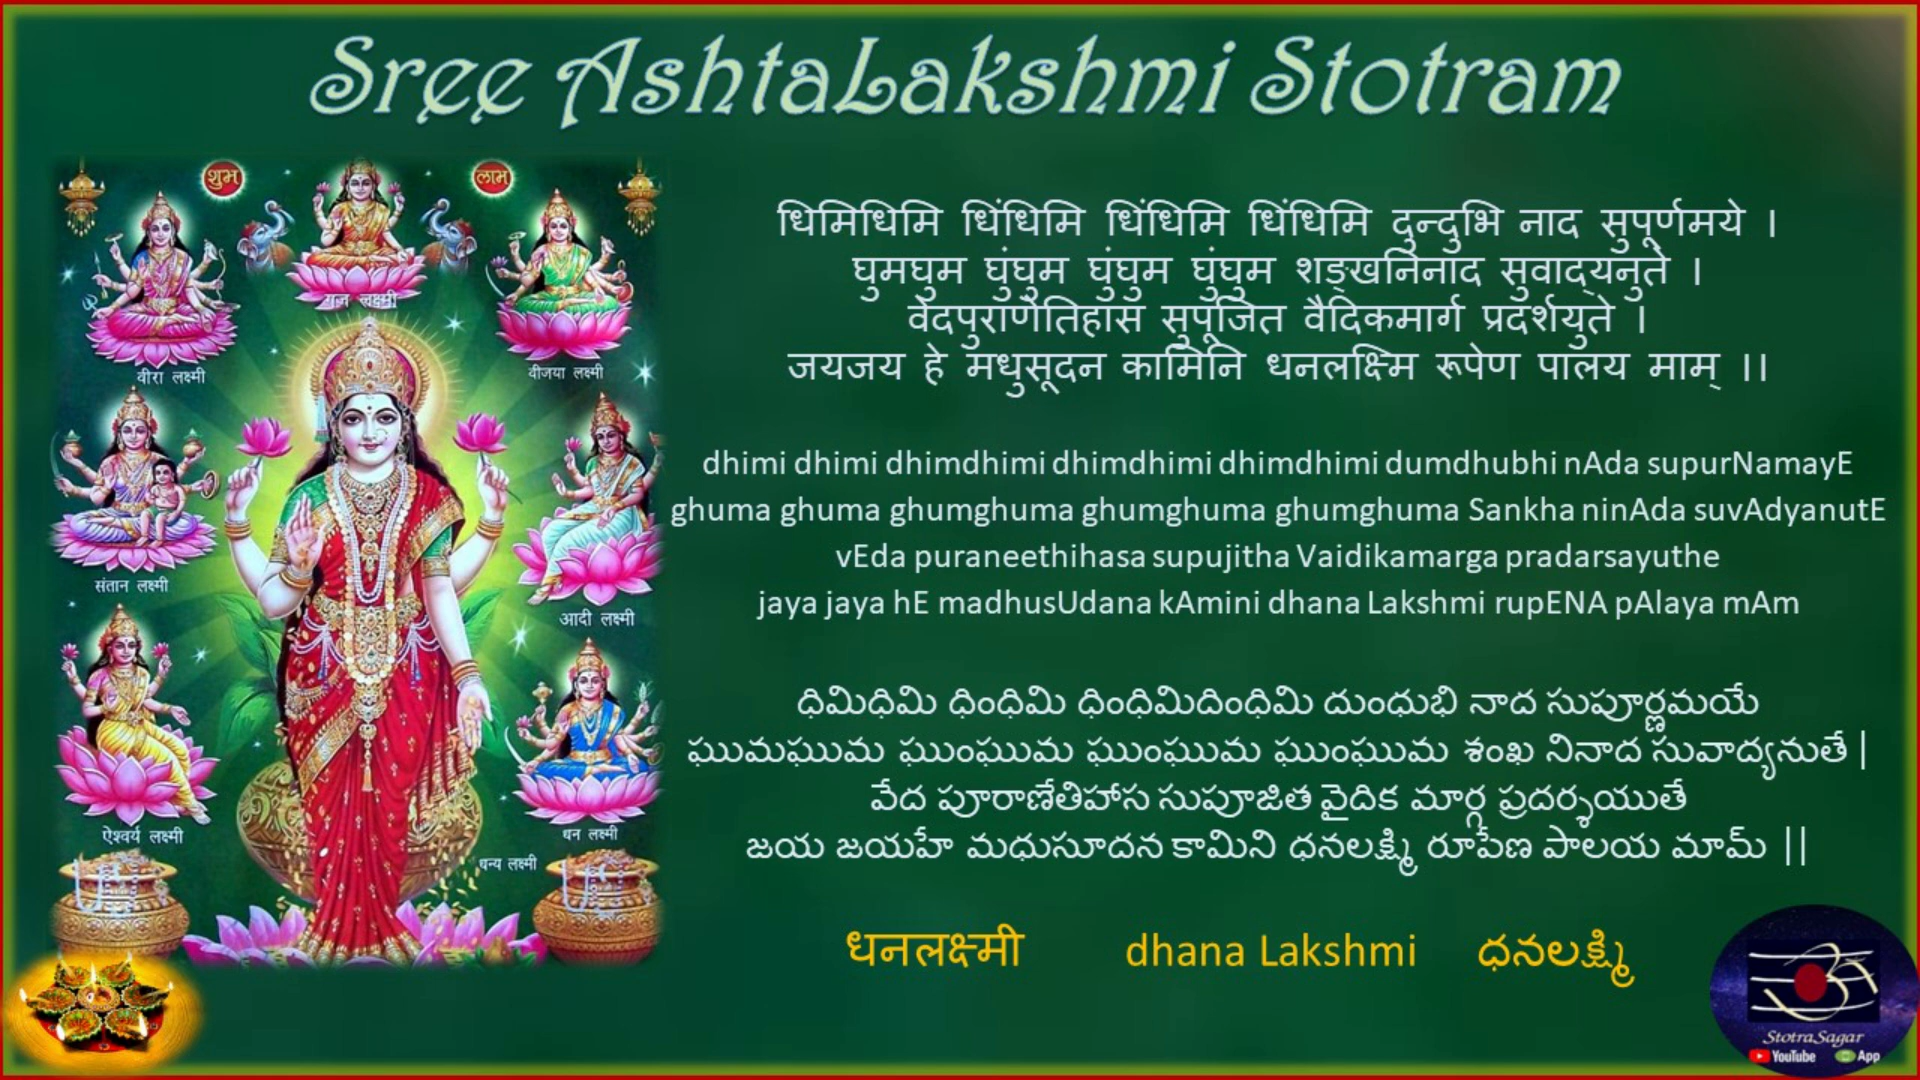 Sree AshtaLakshmi Stotram
शुभ
लाभ
गज लक्ष्मी
वीरा लक्ष्मी
वीजया लक्ष्मी
संतान लक्ष्मी
आदी लक्ष्मी
ऐश्वर्य लक्ष्मी
धन लक्ष्मी
धन्य लक्ष्मी
धिमिधिमि धिंधिमि धिंधिमि धिंधिमि दुन्दुभि नाद सुपूर्णमये ।
घुमघुम घुंघुम घुंघुम घुंघुम शङ्खनिनाद सुवाद्यनुते ।
वेदपुराणेतिहास सुपूजित वैदिकमार्ग प्रदर्शयुते ।
जयजय हे मधुसूदन कामिनि धनलक्ष्मि रूपेण पालय माम् ।।
dhimi dhimi dhimdhimi dhimdhimi dhimdhimi dumdhubhi nAda supurNamayE
ghuma ghuma ghumghuma ghumghuma ghumghuma Sankha ninAda suvAdyanutE
vEda puraneethihasa supujitha Vaidikamarga pradarsayuthe
jaya jaya hE madhusUdana kAmini dhana Lakshmi rupENA pAlaya mAm
ధిమిధిమి ధింధిమి ధింధిమిదింధిమి దుంధుభి నాద సుపూర్ణమయే
ఘుమఘుమ ఘుంఘుమ ఘుంఘుమ ఘుంఘుమ శంఖ నినాద సువాద్యనుతే |
వేద పూరాణేతిహాస సుపూజిత వైదిక మార్గ ప్రదర్శయుతే
జయ జయహే మధుసూదన కామిని ధనలక్ష్మి రూపేణ పాలయ మామ్ ||
धनलक्ष्मी dhana Lakshmi ధనలక్ష్మి
StotraSagar
YouTube App